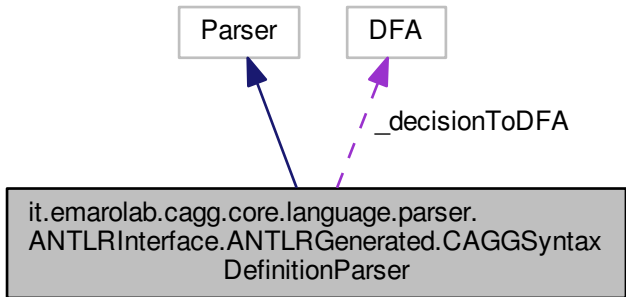 Parser
DFA
_decisionToDFA
it.emarolab.cagg.core.language.parser.
ANTLRInterface.ANTLRGenerated.CAGGSyntax
DefinitionParser